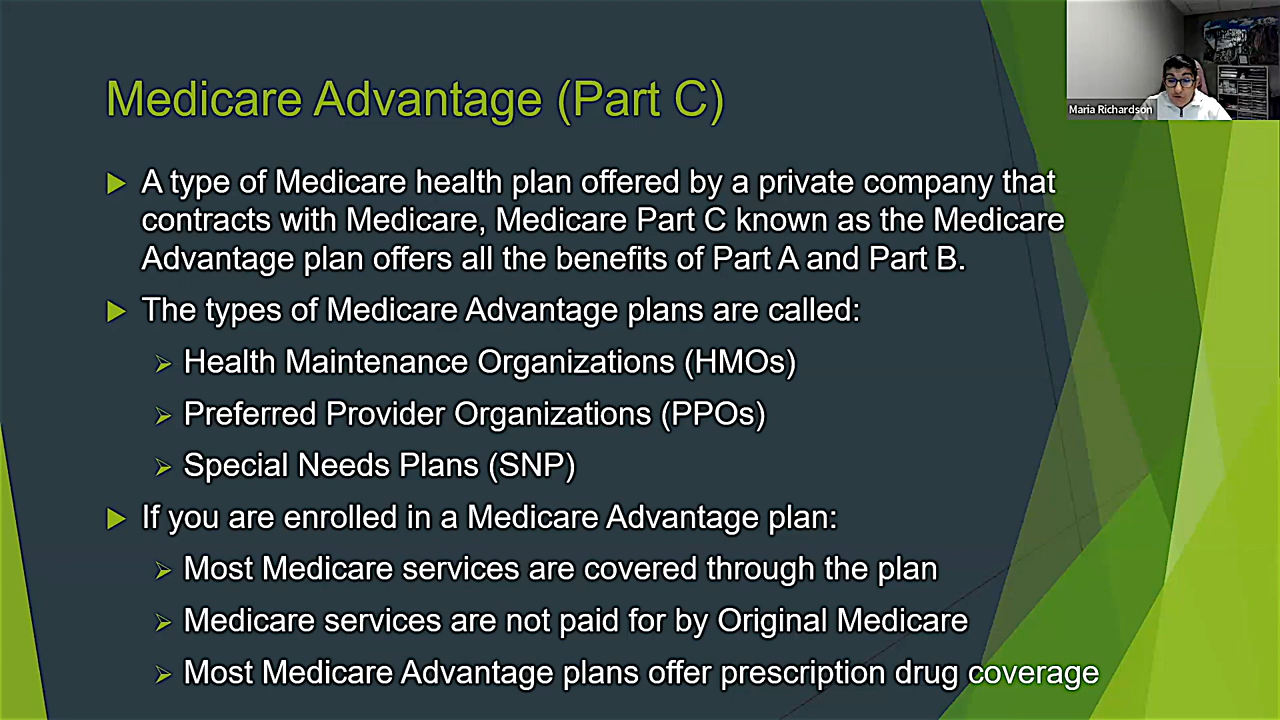 Medicare Advantage (Part C)
Maria Richardson
A type of Medicare health plan offered by a private company that
contracts with Medicare, Medicare Part C known as the Medicare
Advantage plan offers all the benefits of Part A and Part B.
The types of Medicare Advantage plans are called:
Health Maintenance Organizations (HMOs)
Preferred Provider Organizations (PPOs)
Special Needs Plans (SNP)
If you are enrolled in a Medicare Advantage plan:
Most Medicare services are covered through the plan
Medicare services are not paid for by Original Medicare
Most Medicare Advantage plans offer prescription drug coverage